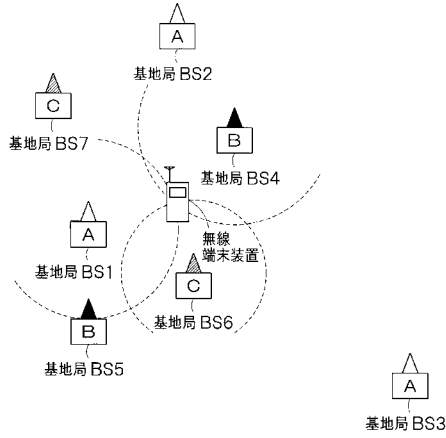 A
基地局 BS2
C
基地局 BS7
B
基地局 BS4
無線
端末装置
A
基地局 BS1
C
基地局 BS6
B
基地局 BS5
A
基地局 BS3